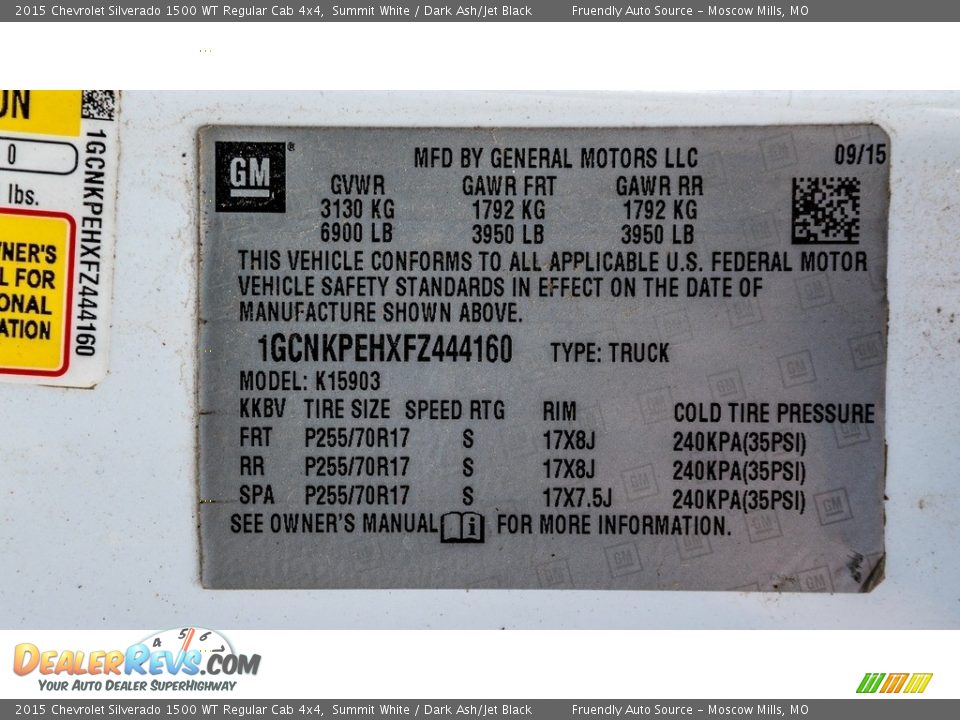 2015 Chevrolet Silverado 1500 WT Regular Cab 4x4, Summit White / Dark Ash/Jet Black Fruendly Auto Source - Moscow Mills, MO
0
lbs.
1GCNKPEHXFZ444160
GM
MFD BY GENERAL MOTORS LLC 09/15
GVWR GAWR FRT GAWR RR
3130 KG 1792 KG 1792 KG
6900 LB 3950 LB 3950 LB
THIS VEHICLE CONFORMS TO ALL APPLICABLE U.S. FEDERAL MOTOR
VEHICLE SAFETY STANDARDS IN EFFECT ON THE DATE OF
MANUFACTURE SHOWN ABOVE.
1GCNKPEHXFZ444160 TYPE: TRUCK
MODEL: K15903
KKBV TIRE SIZE SPEED RTG RIM COLD TIRE PRESSURE
FRT P255/70R17 S 17X8J 240KPA(35PSI)
RR P255/70R17 S 17X8J 240KPA(35PSI)
SPA P255/70R17 S 17X7.5J 240KPA(35PSI)
SEE OWNER'S MANUAL i FOR MORE INFORMATION.
4 5 6
DEALERREVS.COM
YOUR AUTO DEALER SUPERHIGHWAY
2015 Chevrolet Silverado 1500 WT Regular Cab 4x4, Summit White / Dark Ash/Jet Black Fruendly Auto Source - Moscow Mills, MO